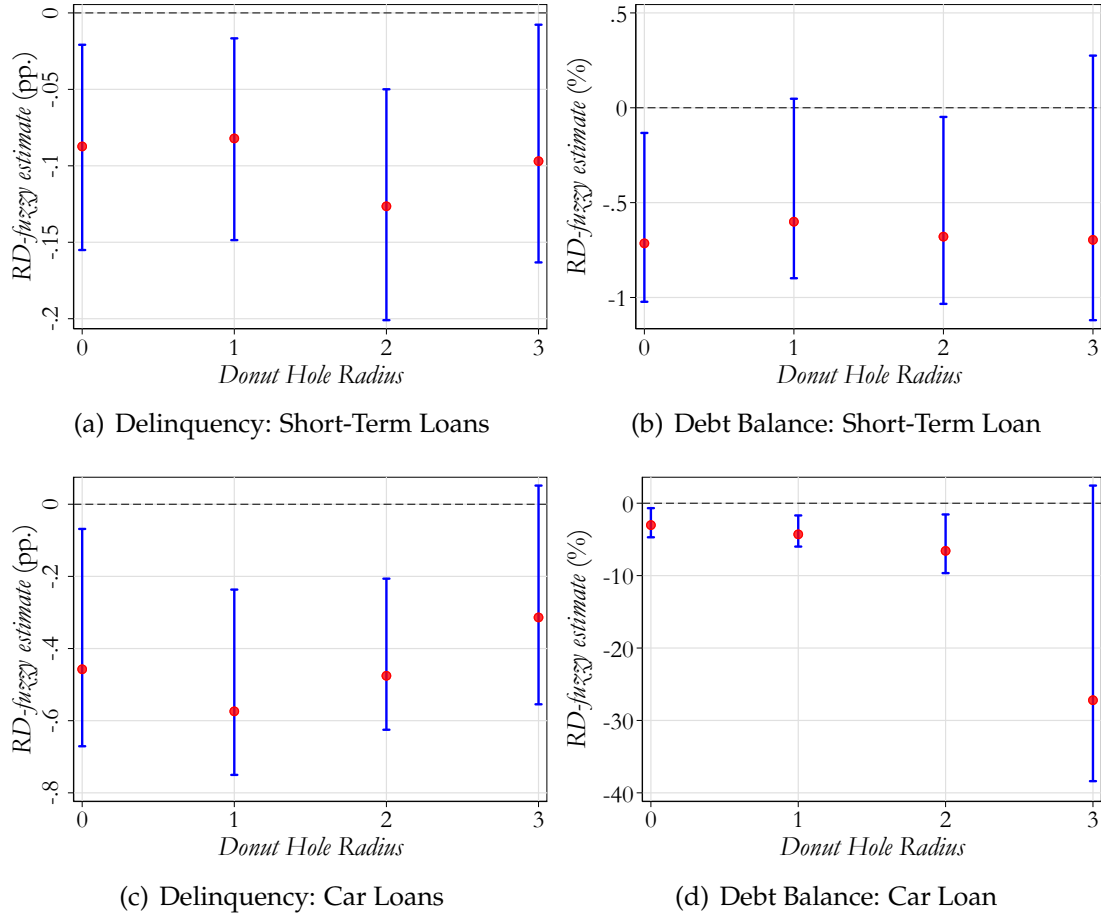 RD-fuzzy estimate (pp.)
0
-.05
-.1
-.15
-.2
0 1 2 3
Donut Hole Radius
(a) Delinquency: Short-Term Loans
RD-fuzzy estimate (%)
.5
0
-.5
-1
0 1 2 3
Donut Hole Radius
(b) Debt Balance: Short-Term Loan
RD-fuzzy estimate (pp.)
0
-.2
-.4
-.6
-.8
0 1 2 3
Donut Hole Radius
(c) Delinquency: Car Loans
RD-fuzzy estimate (%)
0
-10
-20
-30
-40
0 1 2 3
Donut Hole Radius
(d) Debt Balance: Car Loan